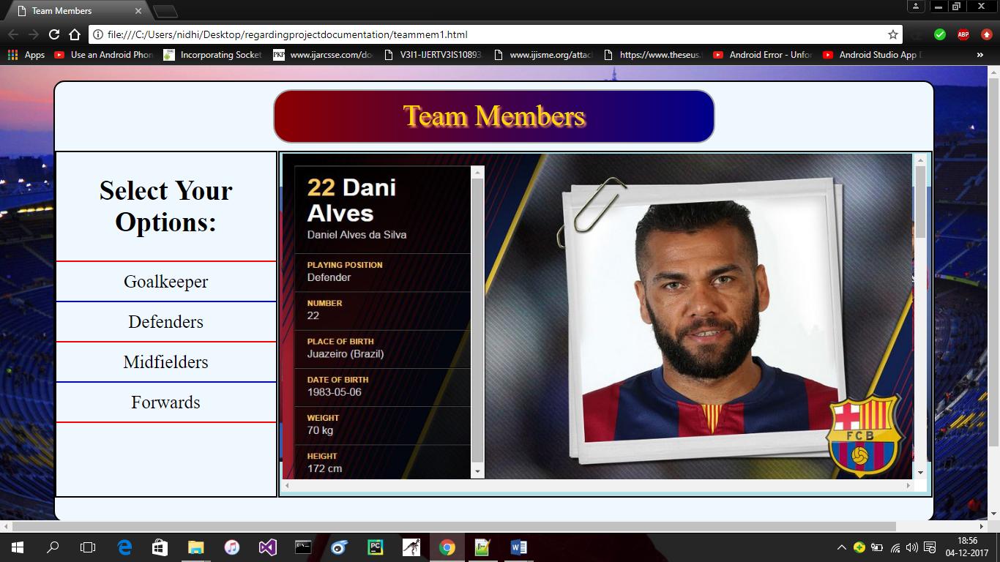 Team Members
file:///C:/Users/nidhi/Desktop/regardingprojectdocumentation/teammem1.html
ABP
Apps
Use an Android Phon
Incorporating Socket
PKP
www.ijarcsse.com/do
V3I1-IJERTV3IS10893
www.ijisme.org/attac
https://www.theseus.
Android Error - Unfor
Android Studio App D
»
Team Members
Select Your
Options:
Goalkeeper
Defenders
Midfielders
Forwards
22 Dani
Alves
Daniel Alves da Silva
PLAYING POSITION
Defender
NUMBER
22
PLACE OF BIRTH
Juazeiro (Brazil)
DATE OF BIRTH
1983-05-06
WEIGHT
70 kg
HEIGHT
172 cm
FCB
PC
18:56
04-12-2017